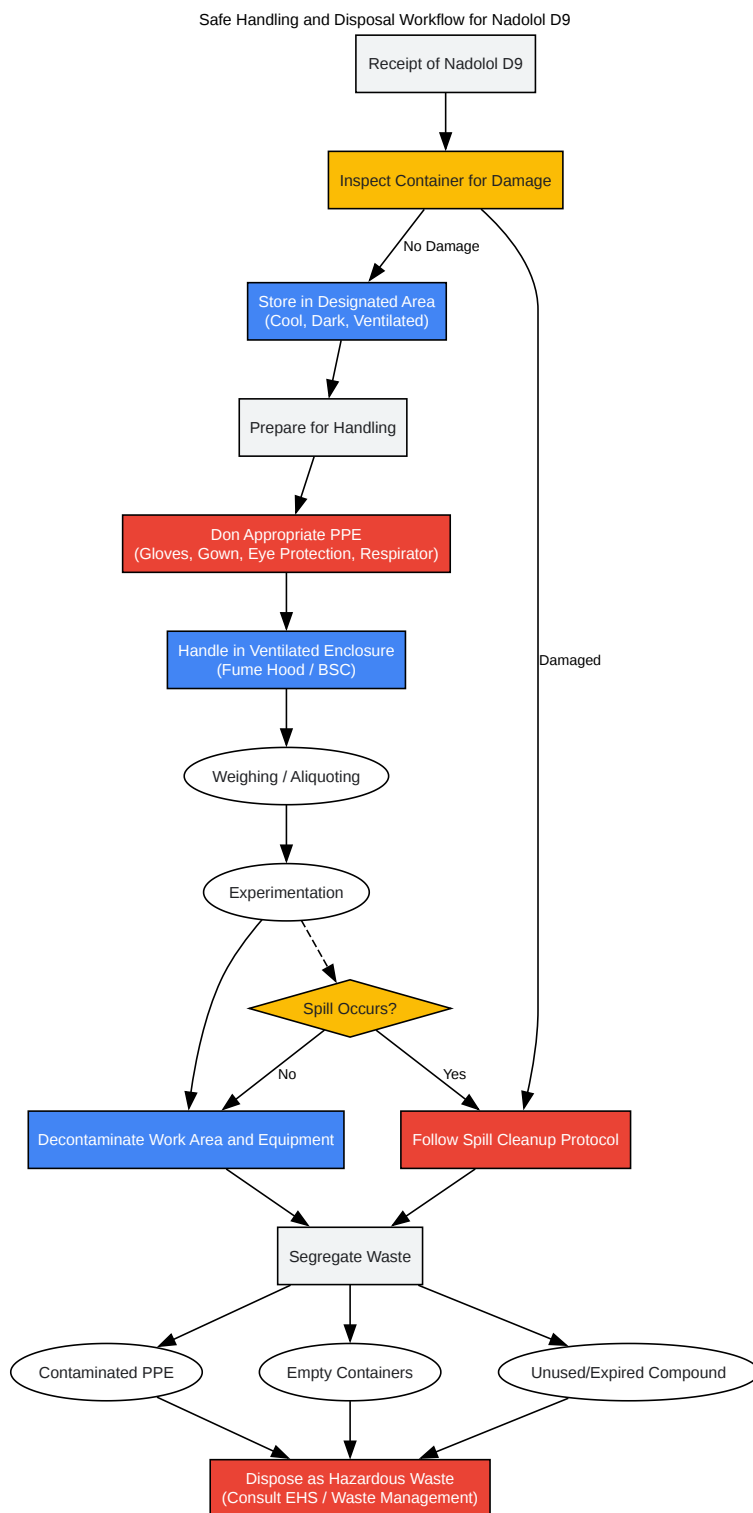 Safe Handling and Disposal Workflow for Nadolol D9
Receipt of Nadolol D9
Inspect Container for Damage
No Damage
Store in Designated Area
(Cool, Dark, Ventilated)
Prepare for Handling
Don Appropriate PPE
(Gloves, Gown, Eye Protection, Respirator)
Handle in Ventilated Enclosure
(Fume Hood / BSC)
Damaged
Weighing / Aliquoting
Experimentation
Spill Occurs?
No
Yes
Decontaminate Work Area and Equipment
Follow Spill Cleanup Protocol
Segregate Waste
Contaminated PPE
Empty Containers
Unused/Expired Compound
Dispose as Hazardous Waste
(Consult EHS / Waste Management)